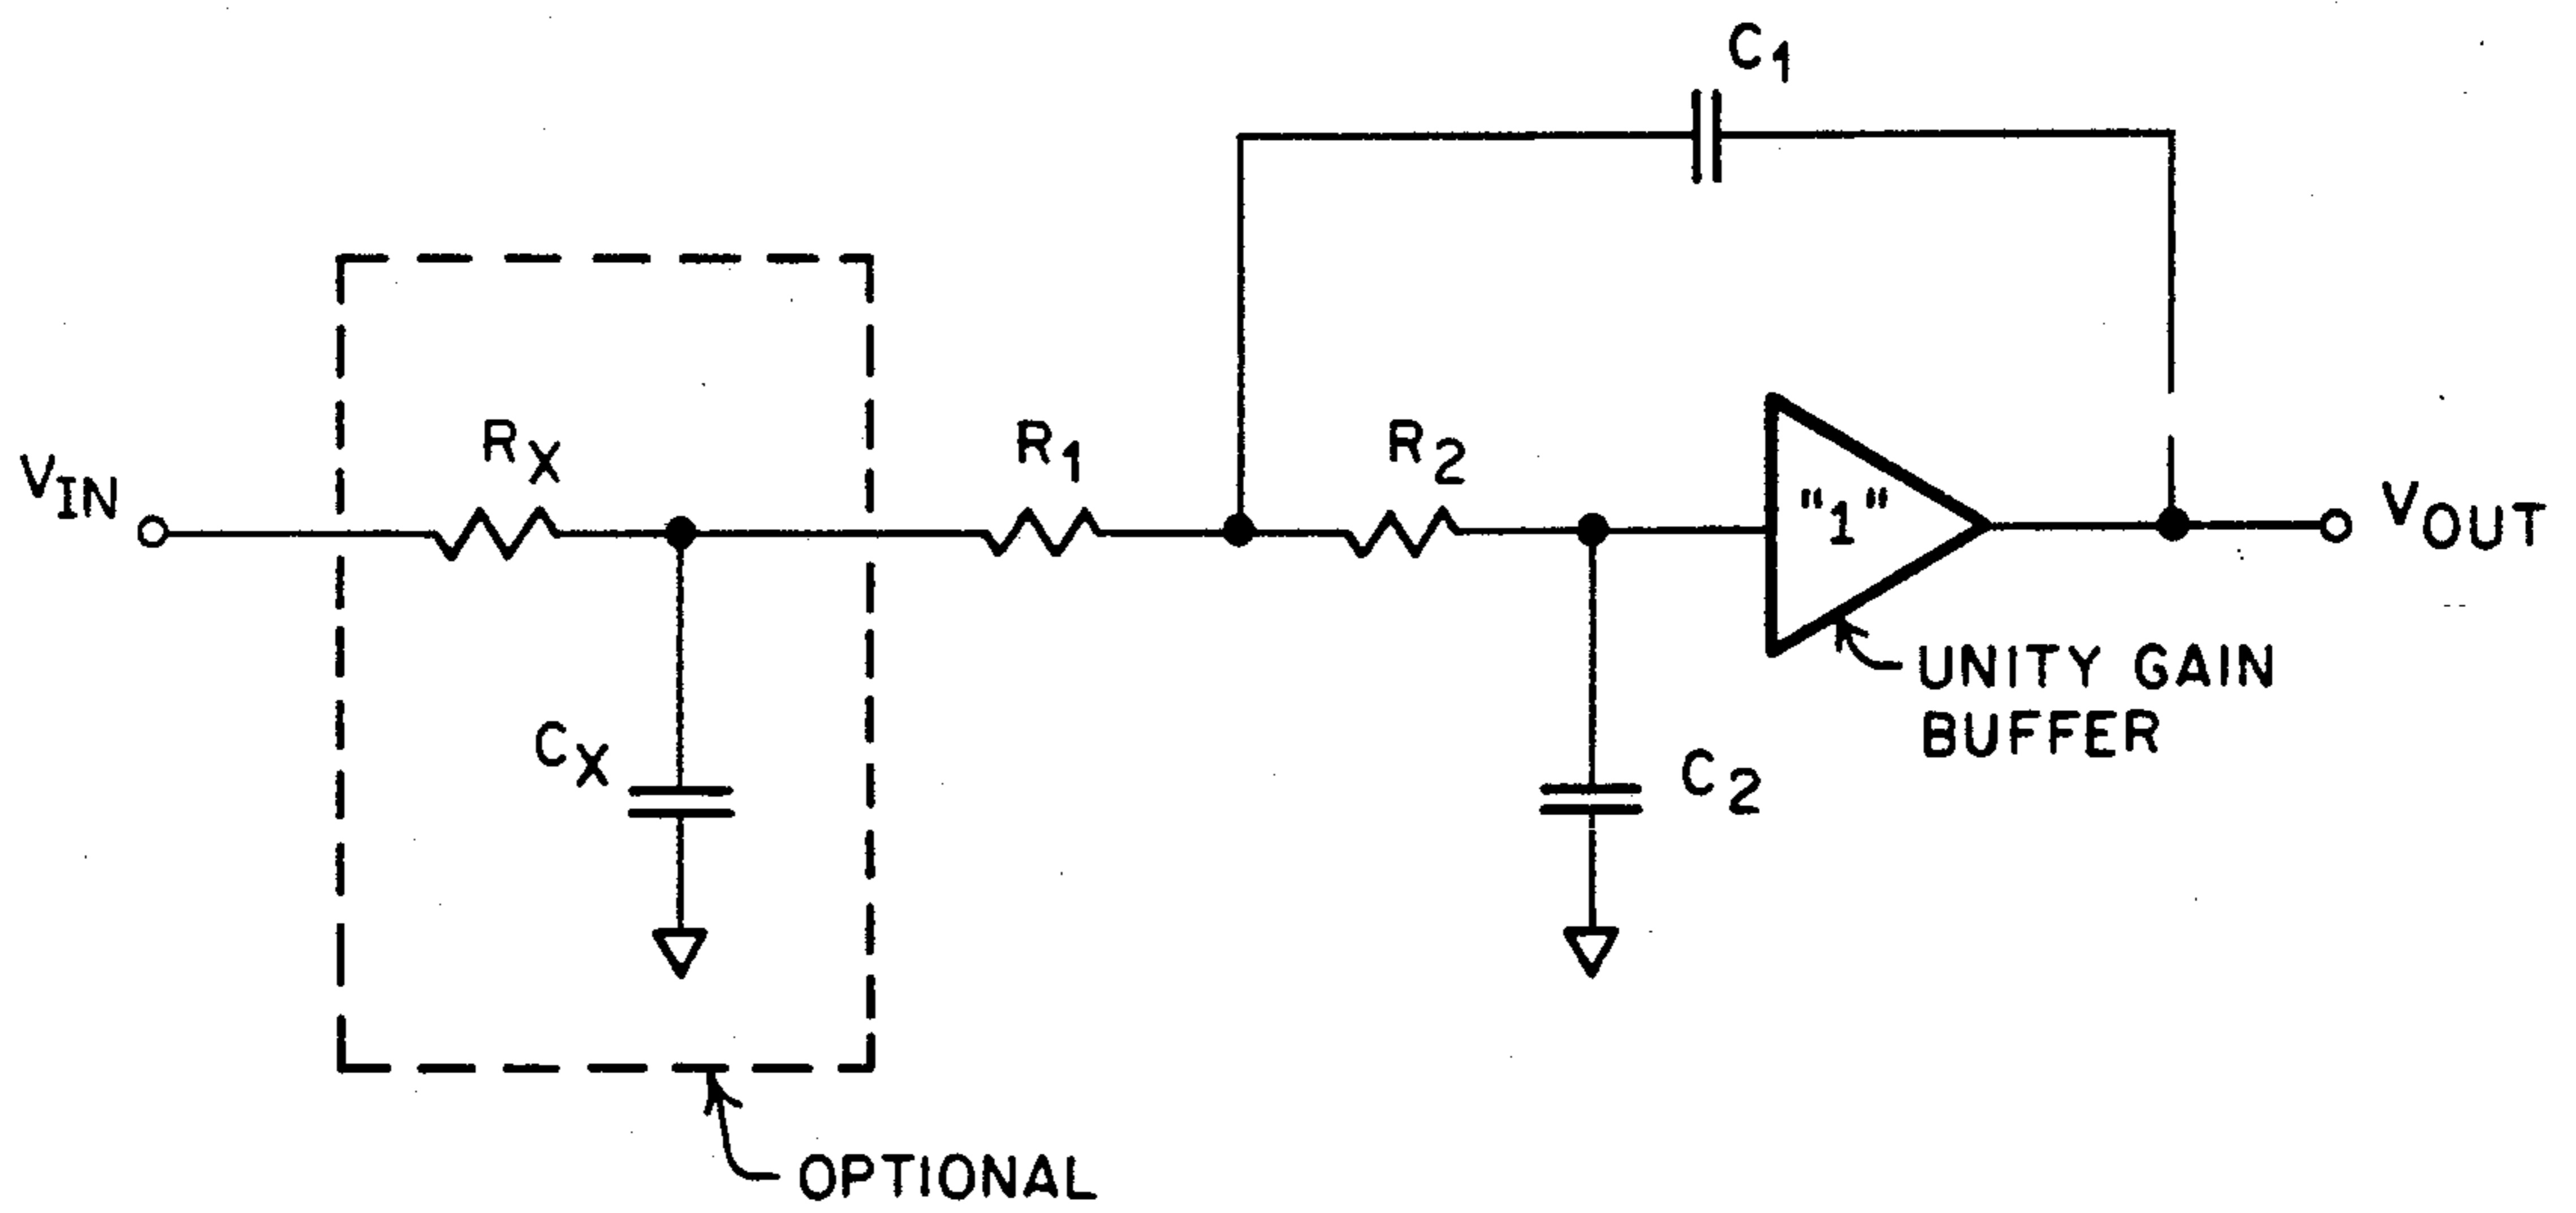 C1
RX
R1
R2
VIN
"1"
VOUT
UNITY GAIN
BUFFER
CX
C2
OPTIONAL